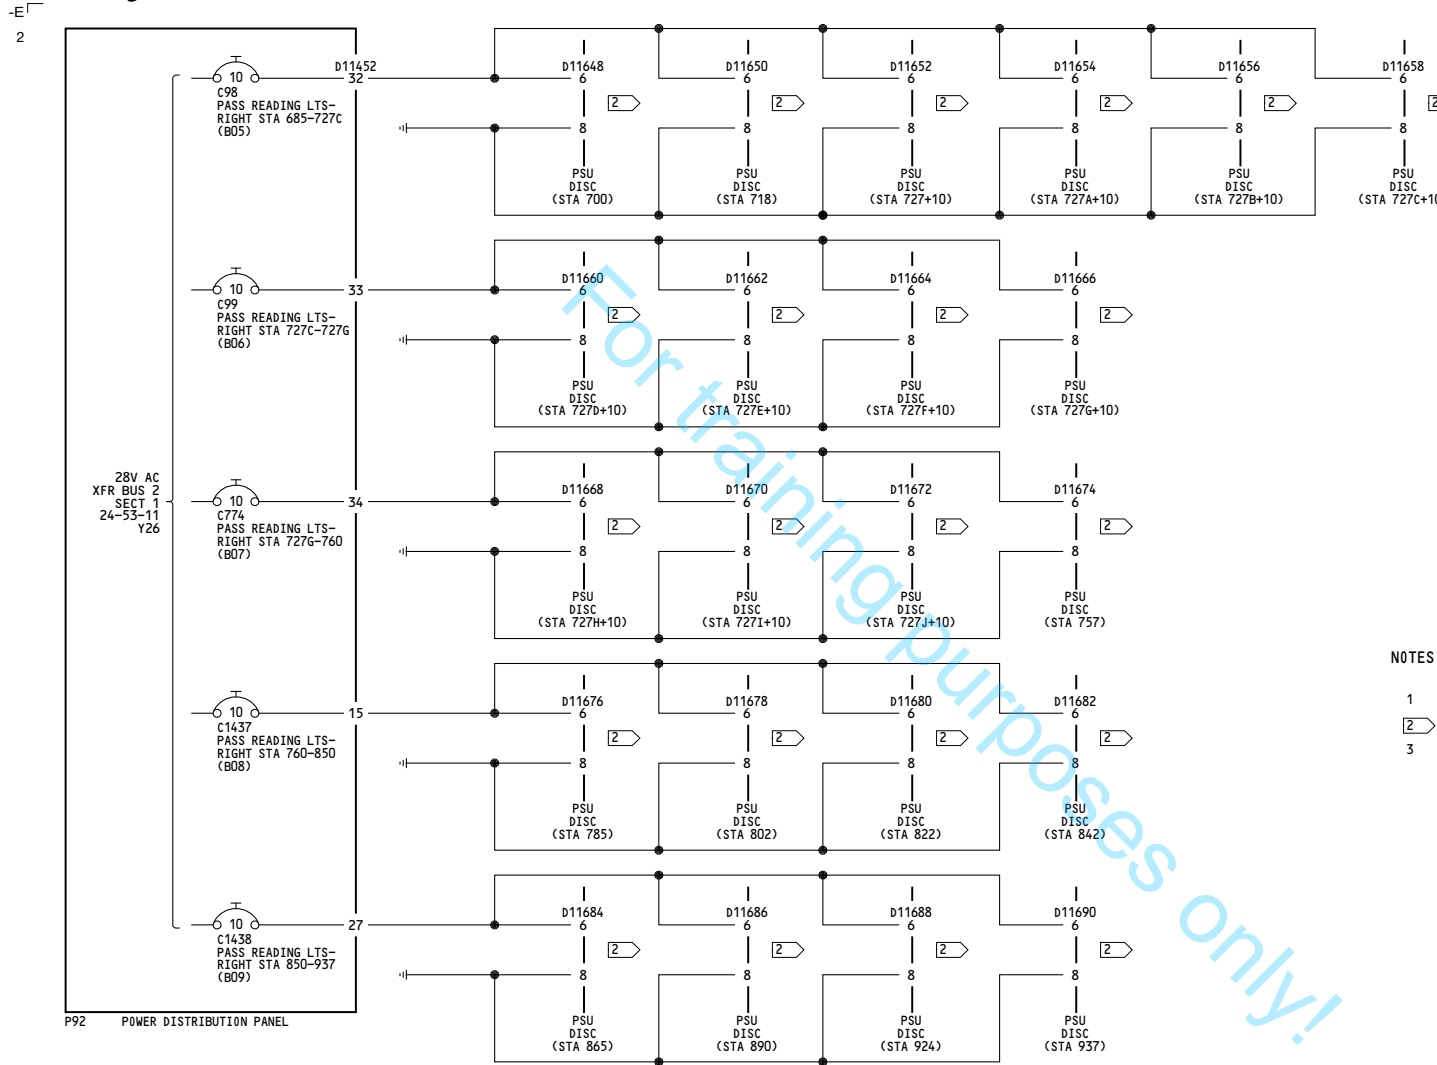 -E
2
D11452
10
32
C98
PASS READING LTS-
RIGHT STA 685-727C
(B05)
D11648
6
2
8
PSU
DISC
(STA 700)
D11650
6
2
8
PSU
DISC
(STA 718)
D11652
6
2
8
PSU
DISC
(STA 727+10)
D11654
6
2
8
PSU
DISC
(STA 727A+10)
D11656
6
2
8
PSU
DISC
(STA 727B+10)
D11658
6
2
8
PSU
DISC
(STA 727C+10
10
33
C99
PASS READING LTS-
RIGHT STA 727C-727G
(B06)
D11660
6
2
8
PSU
DISC
(STA 727D+10)
D11662
6
2
8
PSU
DISC
(STA 727E+10)
D11664
6
2
8
PSU
DISC
(STA 727F+10)
D11666
6
2
8
PSU
DISC
(STA 727G+10)
28V AC
XFR BUS 2
SECT 1
24-53-11
Y26
10
34
C774
PASS READING LTS-
RIGHT STA 727G-760
(B07)
D11668
6
2
8
PSU
DISC
(STA 727H+10)
D11670
6
2
8
PSU
DISC
(STA 727I+10)
D11672
6
2
8
PSU
DISC
(STA 727J+10)
D11674
6
2
8
PSU
DISC
(STA 757)
10
15
C1437
PASS READING LTS-
RIGHT STA 760-850
(B08)
D11676
6
2
8
PSU
DISC
(STA 785)
D11678
6
2
8
PSU
DISC
(STA 802)
D11680
6
2
8
PSU
DISC
(STA 822)
D11682
6
2
8
PSU
DISC
(STA 842)
10
27
C1438
PASS READING LTS-
RIGHT STA 850-937
(B09)
D11684
6
2
8
PSU
DISC
(STA 865)
D11686
6
2
8
PSU
DISC
(STA 890)
D11688
6
2
8
PSU
DISC
(STA 924)
D11690
6
2
8
PSU
DISC
(STA 937)
P92 POWER DISTRIBUTION PANEL
NOTES
1
2
3
For training purposes only!